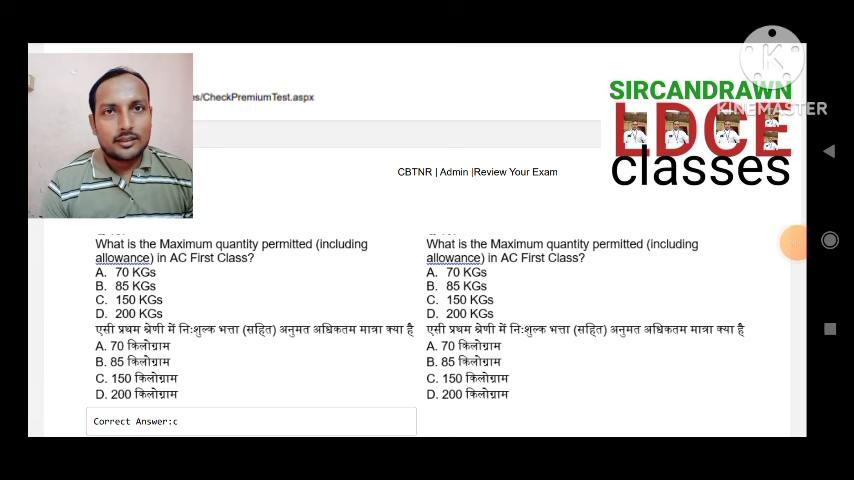 s/CheckPremiumTest.aspx
SIRCANDRAWN
LDCE
classes
KINEMASTER
CBTNR | Admin |Review Your Exam
What is the Maximum quantity permitted (including
allowance) in AC First Class?
A. 70 KGs
B. 85 KGs
C. 150 KGs
D. 200 KGs
एसी प्रथम श्रेणी में नि:शुल्क भत्ता (सहित) अनुमत अधिकतम मात्रा क्या है
A. 70 किलोग्राम
B. 85 किलोग्राम
C. 150 किलोग्राम
D. 200 किलोग्राम
Correct Answer:c
What is the Maximum quantity permitted (including
allowance) in AC First Class?
A. 70 KGs
B. 85 KGs
C. 150 KGs
D. 200 KGs
एसी प्रथम श्रेणी में नि:शुल्क भत्ता (सहित) अनुमत अधिकतम मात्रा क्या है
A. 70 किलोग्राम
B. 85 किलोग्राम
C. 150 किलोग्राम
D. 200 किलोग्राम